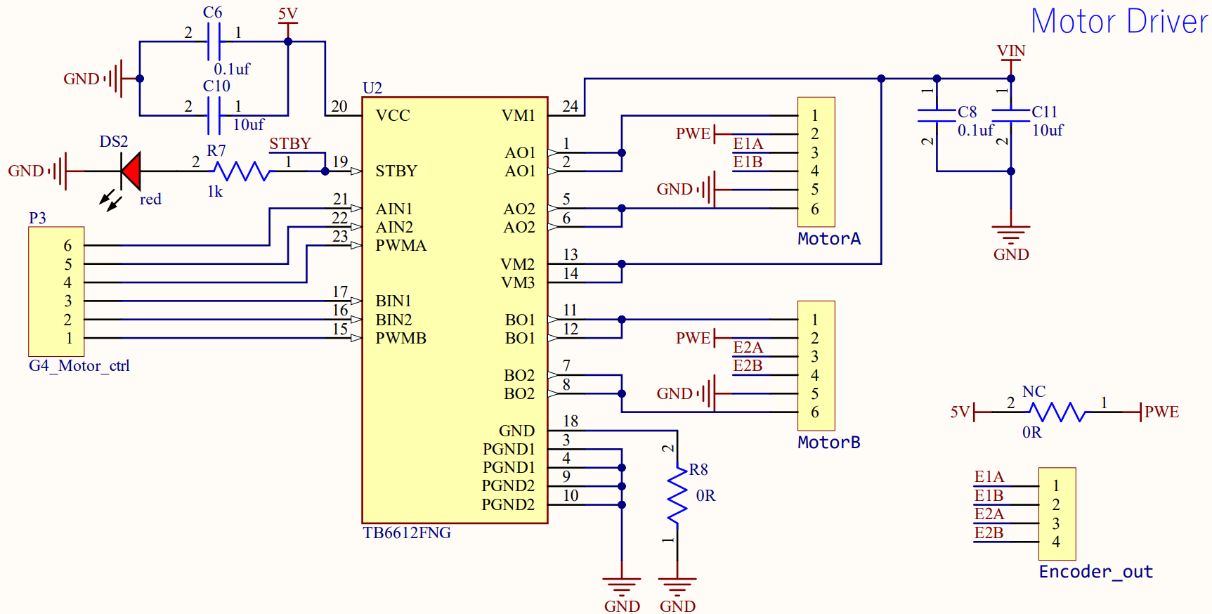 Motor Driver
C6
5V
2 1
VIN
GND
0.1uf
C10
2 1
10uf
U2
20 VCC
VM1 24
1 C8
0.1uf
2
1 C11
10uf
2
GND
DS2
GND
red
2 R7 1
1k
STBY
19 STBY
AO1 1
AO1 2
21 AIN1
22 AIN2
23 PWMA
AO2 5
AO2 6
PWE
E1A
E1B
GND
1
2
3
4
5
6
MotorA
P3
6
5
4
3
2
1
G4_Motor_ctrl
VM2 13
VM3 14
17 BIN1
16 BIN2
15 PWMB
BO1 11
BO1 12
BO2 7
BO2 8
PWE
E2A
E2B
GND
1
2
3
4
5
6
MotorB
GND 18
PGND1 3
PGND1 4
PGND2 9
PGND2 10
TB6612FNG
2
R8
0R
1
GND
GND
5V 2 NC 1 PWE
0R
E1A 1
E1B 2
E2A 3
E2B 4
Encoder_out